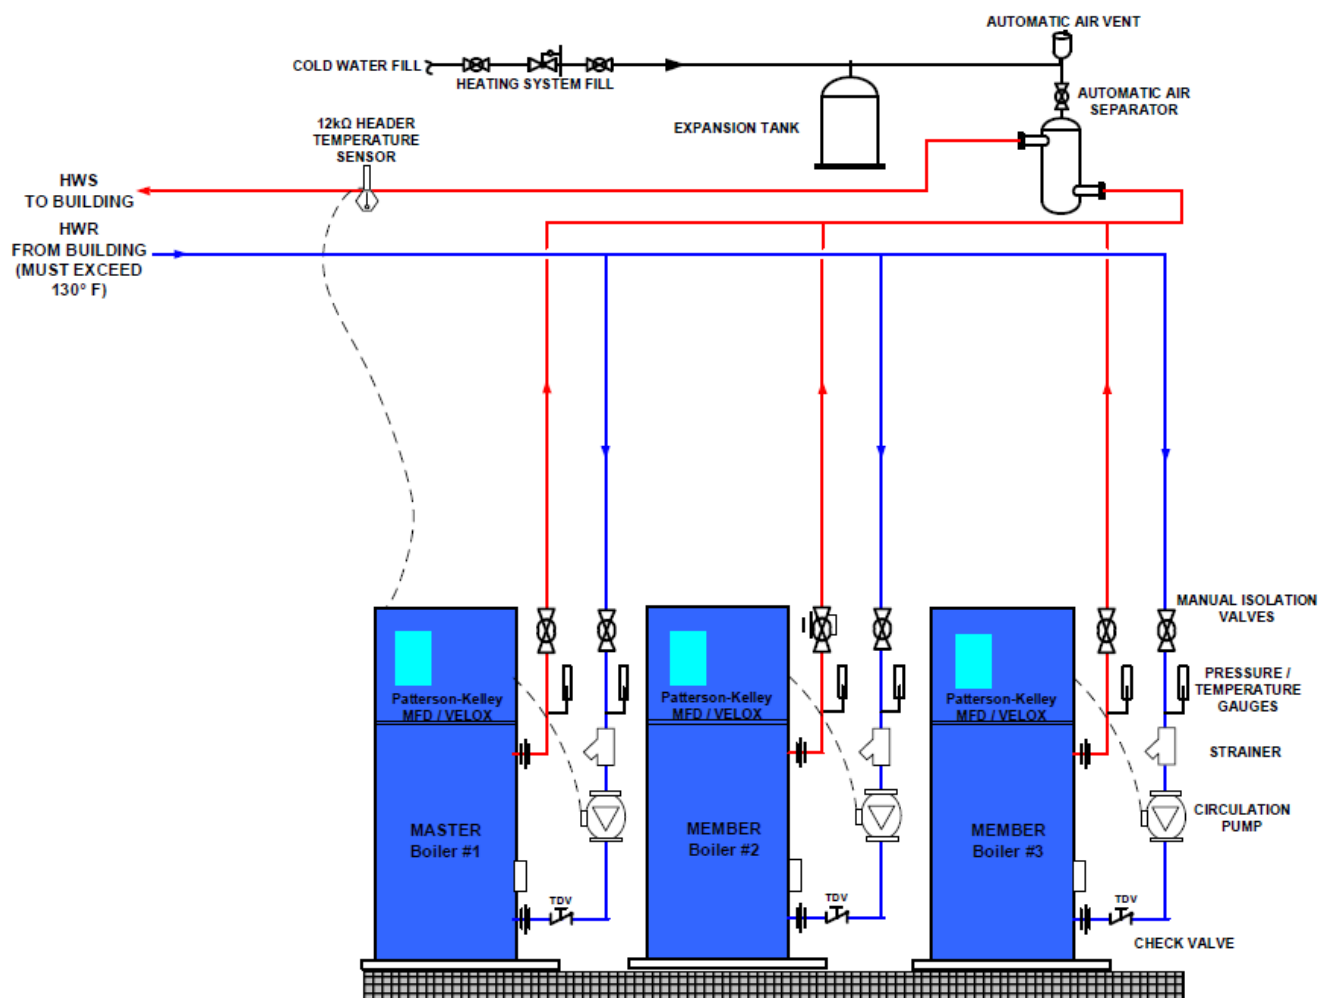 AUTOMATIC AIR VENT
COLD WATER FILL
HEATING SYSTEM FILL
AUTOMATIC AIR
SEPARATOR
EXPANSION TANK
12kΩ HEADER
TEMPERATURE
SENSOR
HWS
TO BUILDING
HWR
FROM BUILDING
(MUST EXCEED
130° F)
MANUAL ISOLATION
VALVES
PRESSURE /
TEMPERATURE
GAUGES
Patterson-Kelley
MFD / VELOX
Patterson-Kelley
MFD / VELOX
Patterson-Kelley
MFD / VELOX
STRAINER
CIRCULATION
PUMP
MASTER
Boiler #1
MEMBER
Boiler #2
MEMBER
Boiler #3
TDV
TDV
TDV
CHECK VALVE